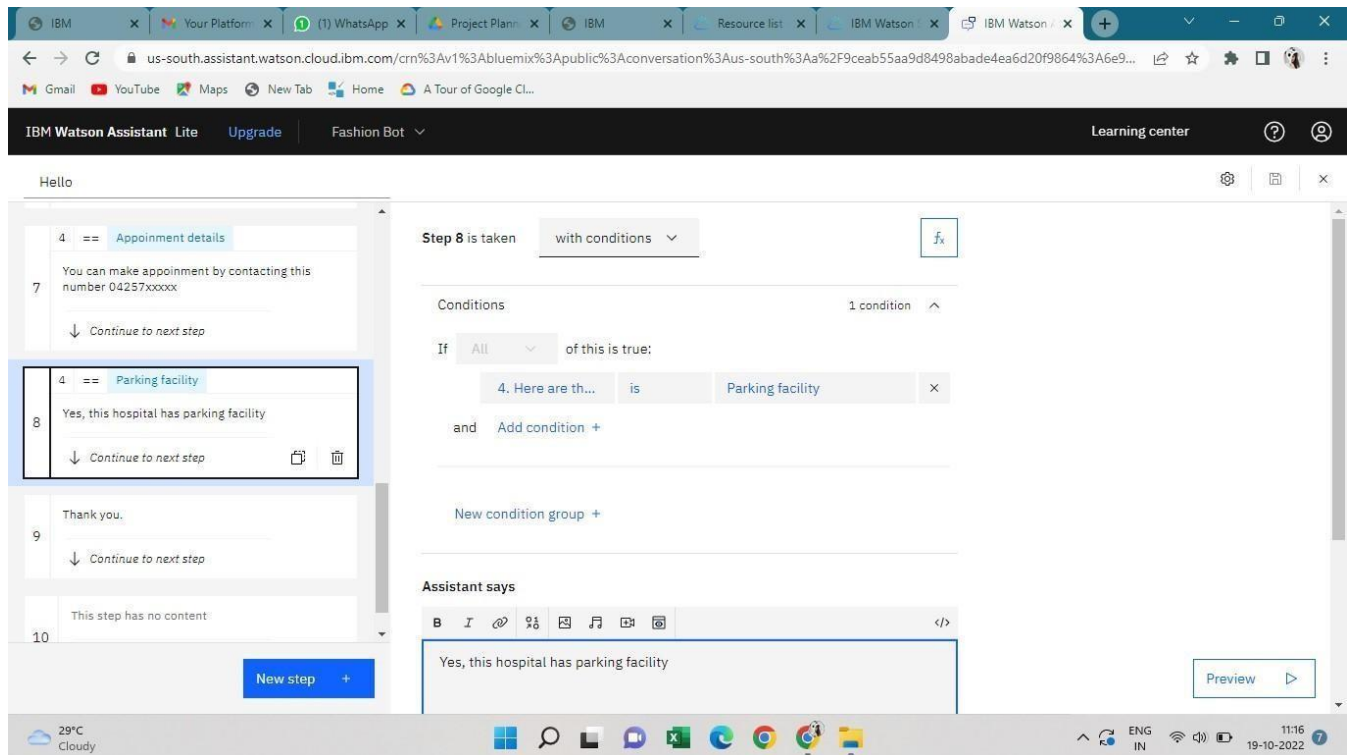 IBM
Your Platform
(1) WhatsApp
Project Plann
IBM
Resource list
IBM Watson S
IBM Watson A
us-south.assistant.watson.cloud.ibm.com/crn%3Av1%3Abluemix%3Apublic%3Aconversation%3Aus-south%3Aa%2F9ceab55aa9d8498abade4ea6d20f9864%3A6e9...
Gmail YouTube Maps New Tab Home A Tour of Google Cl...
IBM Watson Assistant Lite Upgrade Fashion Bot Learning center
Hello
4 == Appoinment details
You can make appoinment by contacting this
7 number 04257xxxxx
Continue to next step
4 == Parking facility
Yes, this hospital has parking facility
8
Continue to next step
Thank you.
9
Continue to next step
This step has no content
10
New step +
Step 8 is taken with conditions fx
Conditions 1 condition
If All of this is true:
4. Here are th... is Parking facility ×
and Add condition +
New condition group +
Assistant says
B I </>
Yes, this hospital has parking facility
Preview
29°C
Cloudy
ENG
IN
11:16
19-10-2022
7